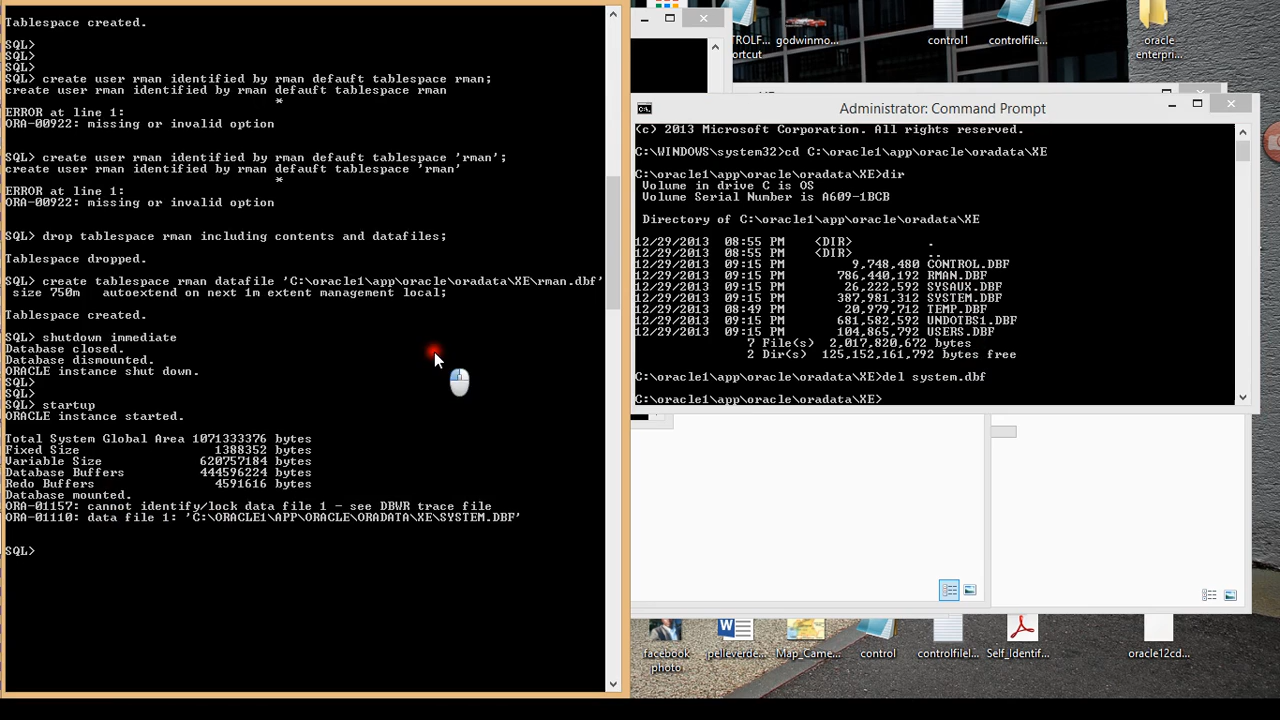 Tablespace created.
SQL>
SQL>
SQL>
SQL> create user rman identified by rman defauft tablespace rman;
create user rman identified by rman defauft tablespace rman
*
ERROR at line 1:
ORA-00922: missing or invalid option
SQL> create user rman identified by rman defauft tablespace 'rman';
create user rman identified by rman defauft tablespace 'rman'
*
ERROR at line 1:
ORA-00922: missing or invalid option
SQL> drop tablespace rman including contents and datafiles;
Tablespace dropped.
SQL> create tablespace rman datafile 'C:\oracle1\app\oracle\oradata\XE\rman.dbf'
size 750m autoextend on next 1m extent management local;
Tablespace created.
SQL> shutdown immediate
Database closed.
Database dismounted.
ORACLE instance shut down.
SQL>
SQL>
SQL> startup
ORACLE instance started.
Total System Global Area 1071333376 bytes
Fixed Size 1388352 bytes
Variable Size 620757184 bytes
Database Buffers 444596224 bytes
Redo Buffers 4591616 bytes
Database mounted.
ORA-01157: cannot identify/lock data file 1 - see DBWR trace file
ORA-01110: data file 1: 'C:\ORACLE1\APP\ORACLE\ORADATA\XE\SYSTEM.DBF'
SQL>
godwinmo...
control1
controlfile...
oracle
enterpri...
Administrator: Command Prompt
(c) 2013 Microsoft Corporation. All rights reserved.
C:\WINDOWS\system32>cd C:\oracle1\app\oracle\oradata\XE
C:\oracle1\app\oracle\oradata\XE>dir
Volume in drive C is OS
Volume Serial Number is A609-1BCB
Directory of C:\oracle1\app\oracle\oradata\XE
12/29/2013 08:55 PM <DIR> .
12/29/2013 08:55 PM <DIR> ..
12/29/2013 09:15 PM 9,748,480 CONTROL.DBF
12/29/2013 09:15 PM 786,440,192 RMAN.DBF
12/29/2013 09:15 PM 26,222,592 SYSAUX.DBF
12/29/2013 09:15 PM 387,981,312 SYSTEM.DBF
12/29/2013 08:49 PM 20,979,712 TEMP.DBF
12/29/2013 09:15 PM 681,582,592 UNDOTBS1.DBF
12/29/2013 09:15 PM 104,865,792 USERS.DBF
7 File(s) 2,017,820,672 bytes
2 Dir(s) 125,152,161,792 bytes free
C:\oracle1\app\oracle\oradata\XE>del system.dbf
C:\oracle1\app\oracle\oradata\XE>
facebook
photo
pelleverde...
Map_Came...
control
controlfilel...
Self_Identif...
oracle12cd...